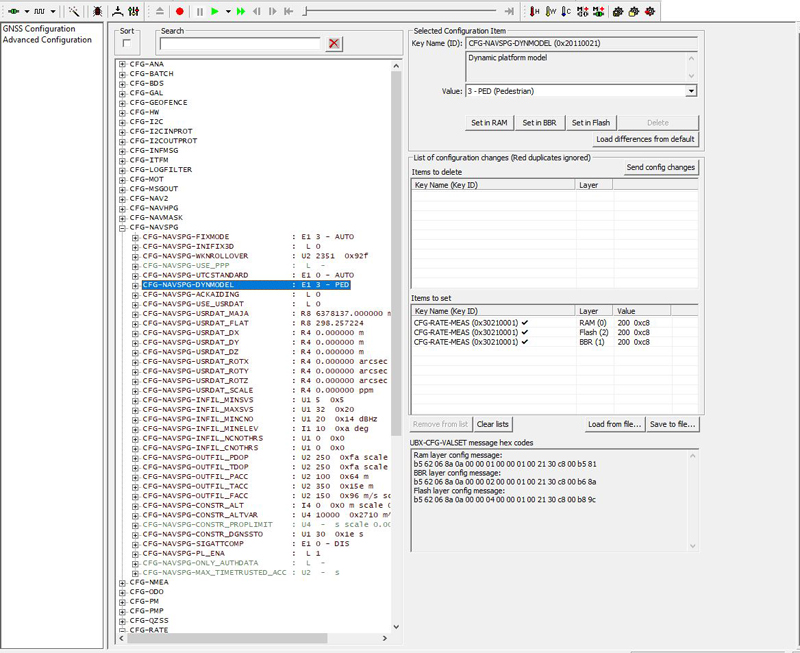 GNSS Configuration
Advanced Configuration
Sort
Search
CFG-ANA
CFG-BATCH
CFG-BDS
CFG-GAL
CFG-GEOFENCE
CFG-HW
CFG-I2C
CFG-I2CINPROT
CFG-I2COUTPROT
CFG-INFMSG
CFG-ITFM
CFG-LOGFILTER
CFG-MOT
CFG-MSGOUT
CFG-NAV2
CFG-NAVHPG
CFG-NAVMASK
CFG-NAVSPG
CFG-NAVSPG-FIXMODE : E1 3 - AUTO
CFG-NAVSPG-INIFIX3D : L 0
CFG-NAVSPG-WKNROLLOVER : U2 2351 0x92f
CFG-NAVSPG-USE_PPP : L -
CFG-NAVSPG-UTCSTANDARD : E1 0 - AUTO
CFG-NAVSPG-DYNMODEL : E1 3 - PED
CFG-NAVSPG-ACKAIDING : L 0
CFG-NAVSPG-USE_USRDAT : L 0
CFG-NAVSPG-USRDAT_MAJA : R8 6378137.000000 m
CFG-NAVSPG-USRDAT_FLAT : R8 298.257224
CFG-NAVSPG-USRDAT_DX : R4 0.000000 m
CFG-NAVSPG-USRDAT_DY : R4 0.000000 m
CFG-NAVSPG-USRDAT_DZ : R4 0.000000 m
CFG-NAVSPG-USRDAT_ROTX : R4 0.000000 arcsec
CFG-NAVSPG-USRDAT_ROTY : R4 0.000000 arcsec
CFG-NAVSPG-USRDAT_ROTZ : R4 0.000000 arcsec
CFG-NAVSPG-USRDAT_SCALE : R4 0.000000 ppm
CFG-NAVSPG-INFIL_MINSVS : U1 5 0x5
CFG-NAVSPG-INFIL_MAXSVS : U1 32 0x20
CFG-NAVSPG-INFIL_MINCNO : U1 20 0x14 dBHz
CFG-NAVSPG-INFIL_MINELEV : I1 10 0xa deg
CFG-NAVSPG-INFIL_NCNOTHRS : U1 0 0x0
CFG-NAVSPG-INFIL_CNOTHRS : U1 0 0x0
CFG-NAVSPG-OUTFIL_PDOP : U2 250 0xfa scale
CFG-NAVSPG-OUTFIL_TDOP : U2 250 0xfa scale
CFG-NAVSPG-OUTFIL_PACC : U2 100 0x64 m
CFG-NAVSPG-OUTFIL_TACC : U2 350 0x15e m
CFG-NAVSPG-OUTFIL_FACC : U2 150 0x96 m/s sc
CFG-NAVSPG-CONSTR_ALT : I4 0 0x0 m scale 0
CFG-NAVSPG-CONSTR_ALTVAR : U4 10000 0x2710 m/
CFG-NAVSPG-CONSTR_PROPLIMIT : U4 - s scale 0.00
CFG-NAVSPG-CONSTR_DGNSSTO : U1 30 0x1e s
CFG-NAVSPG-SIGATTCOMP : E1 0 - DIS
CFG-NAVSPG-PL_ENA : L 1
CFG-NAVSPG-ONLY_AUTHDATA : L -
CFG-NAVSPG-MAX_TIMETRUSTED_ACC : U2 - s
CFG-NMEA
CFG-ODO
CFG-PM
CFG-PMP
CFG-QZSS
CFG-RATE
Selected Configuration Item
Key Name (ID): CFG-NAVSPG-DYNMODEL (0x20110021)
Dynamic platform model
Value: 3 - PED (Pedestrian)
Set in RAM Set in BBR Set in Flash Delete
Load differences from default
List of configuration changes (Red duplicates ignored)
Send config changes
Items to delete
Key Name (Key ID) Layer
Items to set
Key Name (Key ID) Layer Value
CFG-RATE-MEAS (0x30210001) ✔ RAM (0) 200 0xc8
CFG-RATE-MEAS (0x30210001) ✔ Flash (2) 200 0xc8
CFG-RATE-MEAS (0x30210001) ✔ BBR (1) 200 0xc8
Remove from list Clear lists Load from file... Save to file...
UBX-CFG-VALSET message hex codes
Ram layer config message:
b5 62 06 8a 0a 00 00 01 00 00 01 00 21 30 c8 00 b5 81
BBR layer config message:
b5 62 06 8a 0a 00 00 02 00 00 01 00 21 30 c8 00 b6 8a
Flash layer config message:
b5 62 06 8a 0a 00 00 04 00 00 01 00 21 30 c8 00 b8 9c